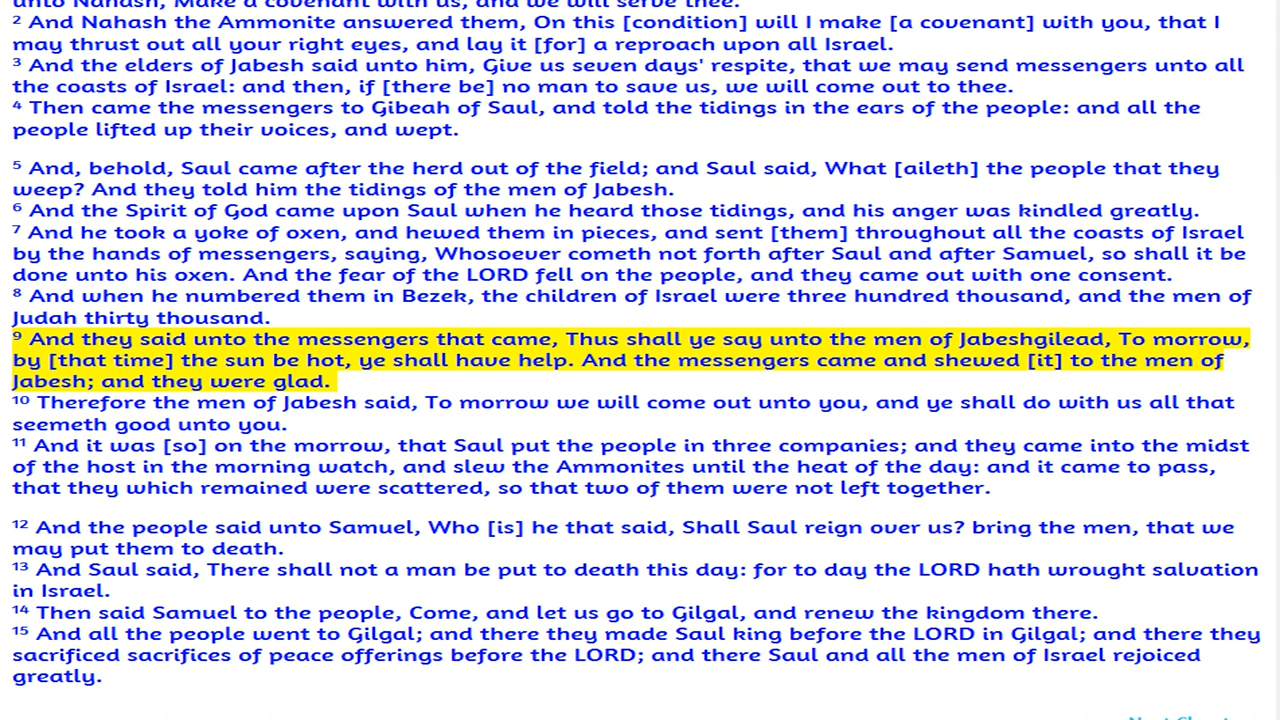 unto Nahash, Make a covenant with us, and we will serve thee.
² And Nahash the Ammonite answered them, On this [condition] will I make [a covenant] with you, that I
may thrust out all your right eyes, and lay it [for] a reproach upon all Israel.
³ And the elders of Jabesh said unto him, Give us seven days' respite, that we may send messengers unto all
the coasts of Israel: and then, if [there be] no man to save us, we will come out to thee.
⁴ Then came the messengers to Gibeah of Saul, and told the tidings in the ears of the people: and all the
people lifted up their voices, and wept.
⁵ And, behold, Saul came after the herd out of the field; and Saul said, What [aileth] the people that they
weep? And they told him the tidings of the men of Jabesh.
⁶ And the Spirit of God came upon Saul when he heard those tidings, and his anger was kindled greatly.
⁷ And he took a yoke of oxen, and hewed them in pieces, and sent [them] throughout all the coasts of Israel
by the hands of messengers, saying, Whosoever cometh not forth after Saul and after Samuel, so shall it be
done unto his oxen. And the fear of the LORD fell on the people, and they came out with one consent.
⁸ And when he numbered them in Bezek, the children of Israel were three hundred thousand, and the men of
Judah thirty thousand.
⁹ And they said unto the messengers that came, Thus shall ye say unto the men of Jabeshgilead, To morrow,
by [that time] the sun be hot, ye shall have help. And the messengers came and shewed [it] to the men of
Jabesh; and they were glad.
¹⁰ Therefore the men of Jabesh said, To morrow we will come out unto you, and ye shall do with us all that
seemeth good unto you.
¹¹ And it was [so] on the morrow, that Saul put the people in three companies; and they came into the midst
of the host in the morning watch, and slew the Ammonites until the heat of the day: and it came to pass,
that they which remained were scattered, so that two of them were not left together.
¹² And the people said unto Samuel, Who [is] he that said, Shall Saul reign over us? bring the men, that we
may put them to death.
¹³ And Saul said, There shall not a man be put to death this day: for to day the LORD hath wrought salvation
in Israel.
¹⁴ Then said Samuel to the people, Come, and let us go to Gilgal, and renew the kingdom there.
¹⁵ And all the people went to Gilgal; and there they made Saul king before the LORD in Gilgal; and there they
sacrificed sacrifices of peace offerings before the LORD; and there Saul and all the men of Israel rejoiced
greatly.